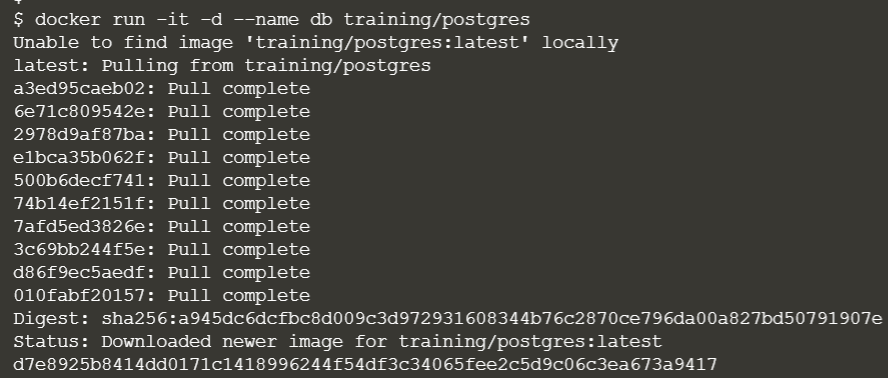 $
$ docker run -it -d --name db training/postgres
Unable to find image 'training/postgres:latest' locally
latest: Pulling from training/postgres
a3ed95caeb02: Pull complete
6e71c809542e: Pull complete
2978d9af87ba: Pull complete
e1bca35b062f: Pull complete
500b6decf741: Pull complete
74b14ef2151f: Pull complete
7afd5ed3826e: Pull complete
3c69bb244f5e: Pull complete
d86f9ec5aedf: Pull complete
010fabf20157: Pull complete
Digest: sha256:a945dc6dcfbc8d009c3d972931608344b76c2870ce796da00a827bd50791907e
Status: Downloaded newer image for training/postgres:latest
d7e8925b8414dd0171c1418996244f54df3c34065fee2c5d9c06c3ea673a9417